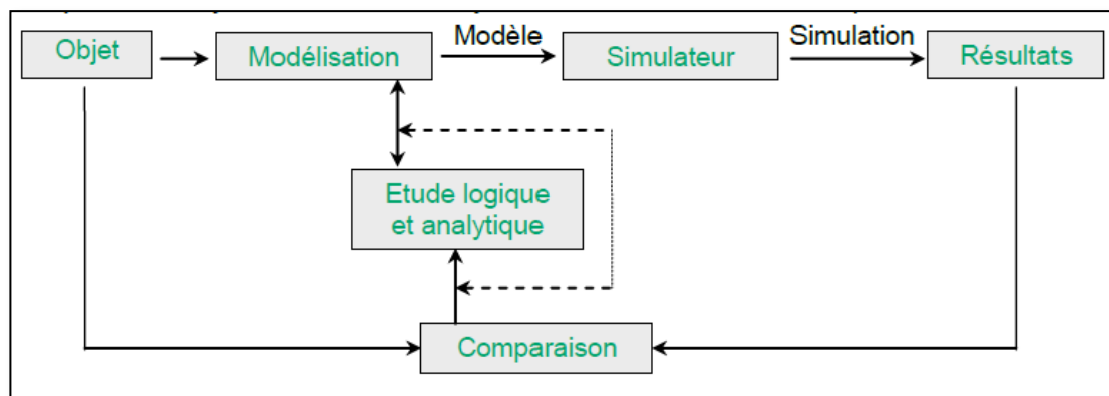 Objet
Modélisation
Modèle
Simulateur
Simulation
Résultats
Etude logique
et analytique
Comparaison